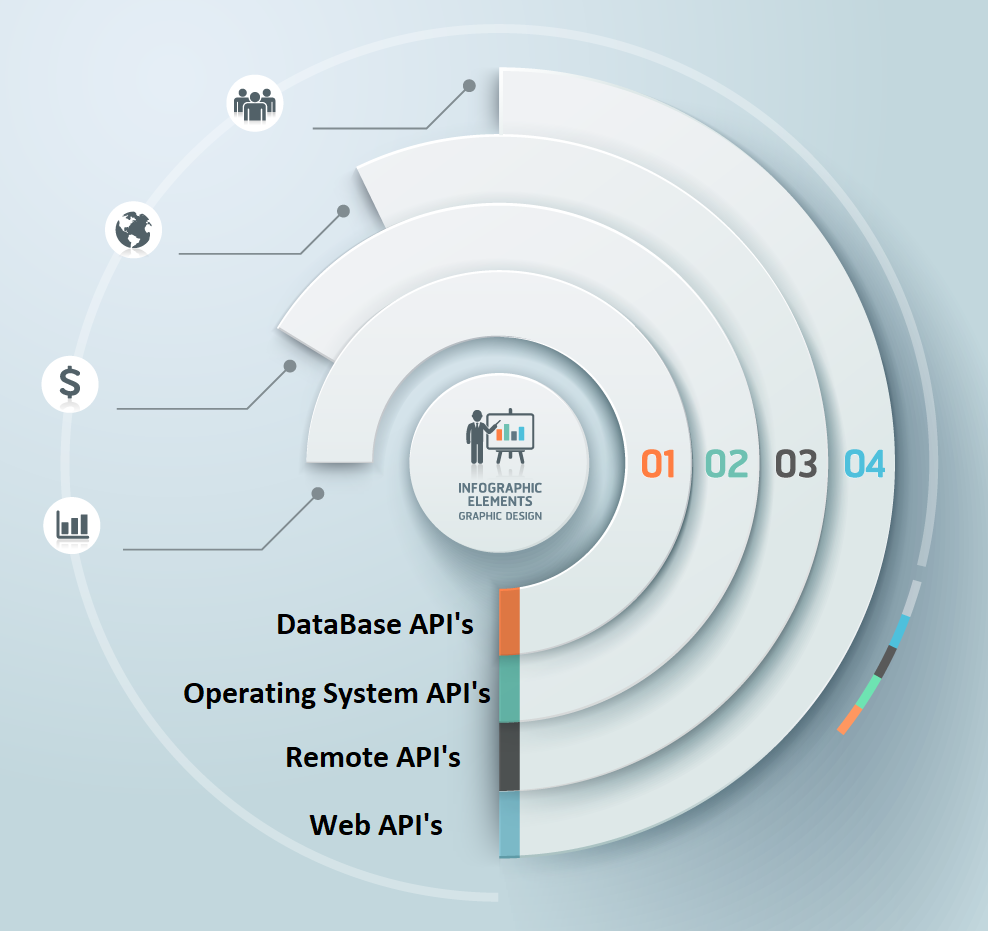 01 02 03 04
INFOGRAPHIC
ELEMENTS
GRAPHIC DESIGN
DataBase API's
Operating System API's
Remote API's
Web API's